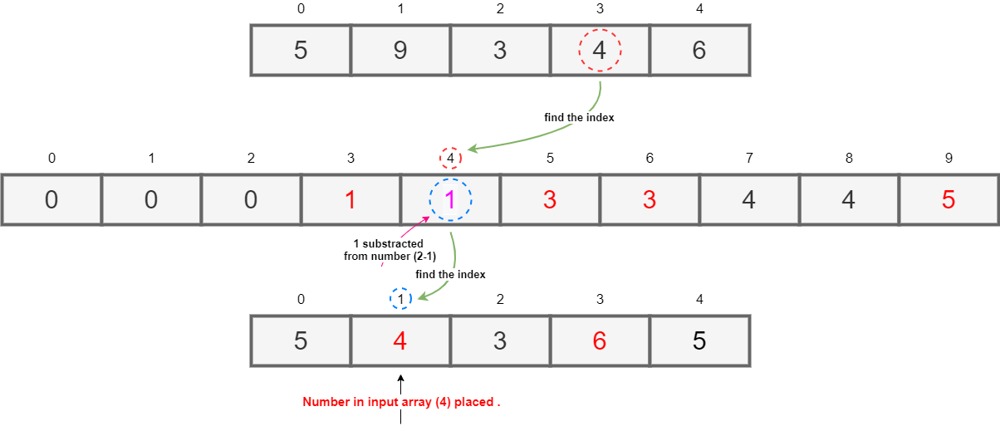 0 1 2 3 4
5 9 3 4 6
find the index
0 1 2 3 4 5 6 7 8 9
0 0 0 1 1 3 3 4 4 5
1 substracted
from number (2-1)
find the index
0 1 2 3 4
5 4 3 6 5
Number in input array (4) placed .